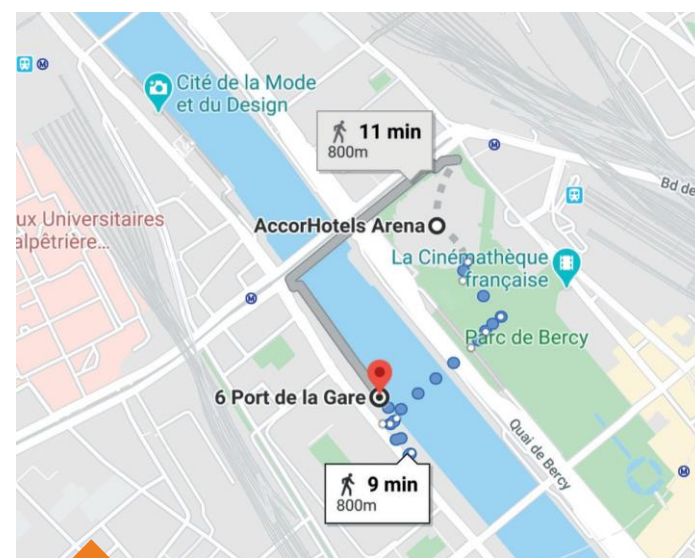 Cité de la Mode
et du Design
11 min
800m
Bd de
ux Universitaires
alpêtrière...
AccorHotels Arena
La Cinémathèque
française
Parc de Bercy
6 Port de la Gare
Quai de Bercy
9 min
800m